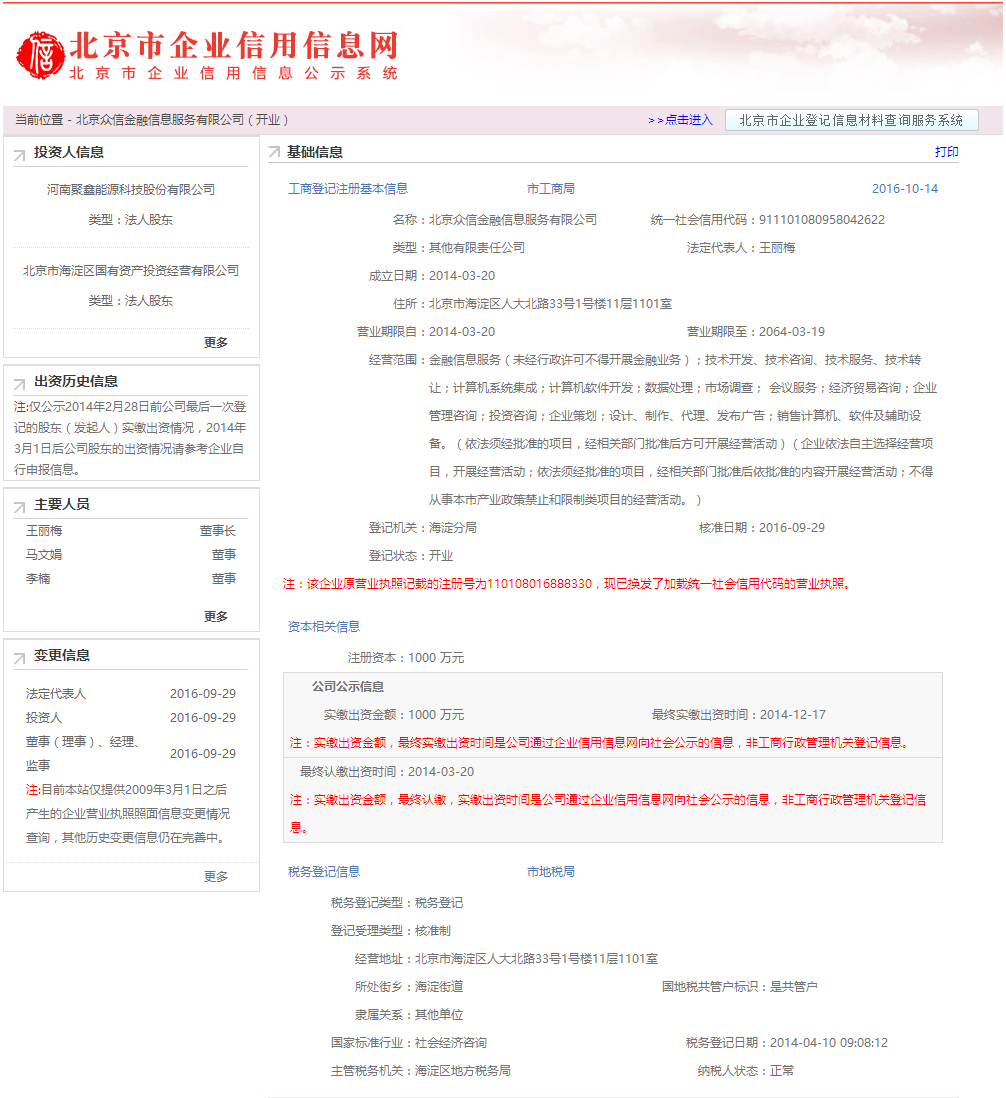 北京市企业信用信息网
北京市企业信用信息公示系统
当前位置 - 北京众信金融信息服务有限公司（开业）
>>点击进入
北京市企业登记信息材料查询服务系统
投资人信息
河南聚鑫能源科技股份有限公司
类型：法人股东
北京市海淀区国有资产投资经营有限公司
类型：法人股东
更多
出资历史信息
注:仅公示2014年2月28日前公司最后一次登
记的股东（发起人）实缴出资情况，2014年
3月1日后公司股东的出资情况请参考企业自
行申报信息。
主要人员
王丽梅 董事长
马文娟 董事
李楠 董事
更多
变更信息
法定代表人 2016-09-29
投资人 2016-09-29
董事（理事）、经理、
监事 2016-09-29
注:目前本站仅提供2009年3月1日之后
产生的企业营业执照照面信息变更情况
查询，其他历史变更信息仍在完善中。
更多
基础信息 打印
工商登记注册基本信息 市工商局 2016-10-14
名称：北京众信金融信息服务有限公司 统一社会信用代码：911101080958042622
类型：其他有限责任公司 法定代表人：王丽梅
成立日期：2014-03-20
住所：北京市海淀区人大北路33号1号楼11层1101室
营业期限自：2014-03-20 营业期限至：2064-03-19
经营范围：金融信息服务（未经行政许可不得开展金融业务）；技术开发、技术咨询、技术服务、技术转
让；计算机系统集成；计算机软件开发；数据处理；市场调查； 会议服务；经济贸易咨询；企业
管理咨询；投资咨询；企业策划；设计、制作、代理、发布广告；销售计算机、软件及辅助设
备。（依法须经批准的项目，经相关部门批准后方可开展经营活动）（企业依法自主选择经营项
目，开展经营活动；依法须经批准的项目，经相关部门批准后依批准的内容开展经营活动；不得
从事本市产业政策禁止和限制类项目的经营活动。）
登记机关：海淀分局 核准日期：2016-09-29
登记状态：开业
注：该企业原营业执照记载的注册号为110108016888330，现已换发了加载统一社会信用代码的营业执照。
资本相关信息
注册资本：1000 万元
公司公示信息
实缴出资金额：1000 万元 最终实缴出资时间：2014-12-17
注：实缴出资金额，最终实缴出资时间是公司通过企业信用信息网向社会公示的信息，非工商行政管理机关登记信息。
最终认缴出资时间：2014-03-20
注：实缴出资金额，最终认缴，实缴出资时间是公司通过企业信用信息网向社会公示的信息，非工商行政管理机关登记信
息。
税务登记信息 市地税局
税务登记类型：税务登记
登记受理类型：核准制
经营地址：北京市海淀区人大北路33号1号楼11层1101室
所处街乡：海淀街道 国地税共管户标识：是共管户
隶属关系：其他单位
国家标准行业：社会经济咨询 税务登记日期：2014-04-10 09:08:12
主管税务机关：海淀区地方税务局 纳税人状态：正常